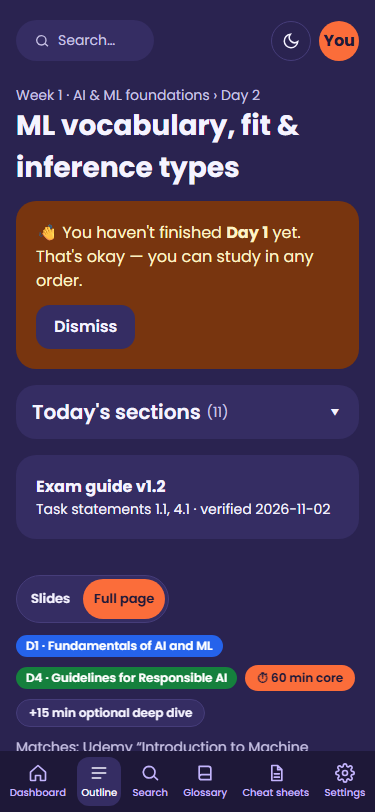 Search...
You
Week 1 · AI & ML foundations › Day 2
ML vocabulary, fit &
inference types
👋 You haven't finished Day 1 yet.
That's okay — you can study in any
order.
Dismiss
Today's sections (11)
Exam guide v1.2
Task statements 1.1, 4.1 · verified 2026-11-02
Slides
Full page
D1 · Fundamentals of AI and ML
D4 · Guidelines for Responsible AI
⏱ 60 min core
+15 min optional deep dive
Matches: Udemy “Introduction to Machine
Dashboard
Outline
Search
Glossary
Cheat sheets
Settings